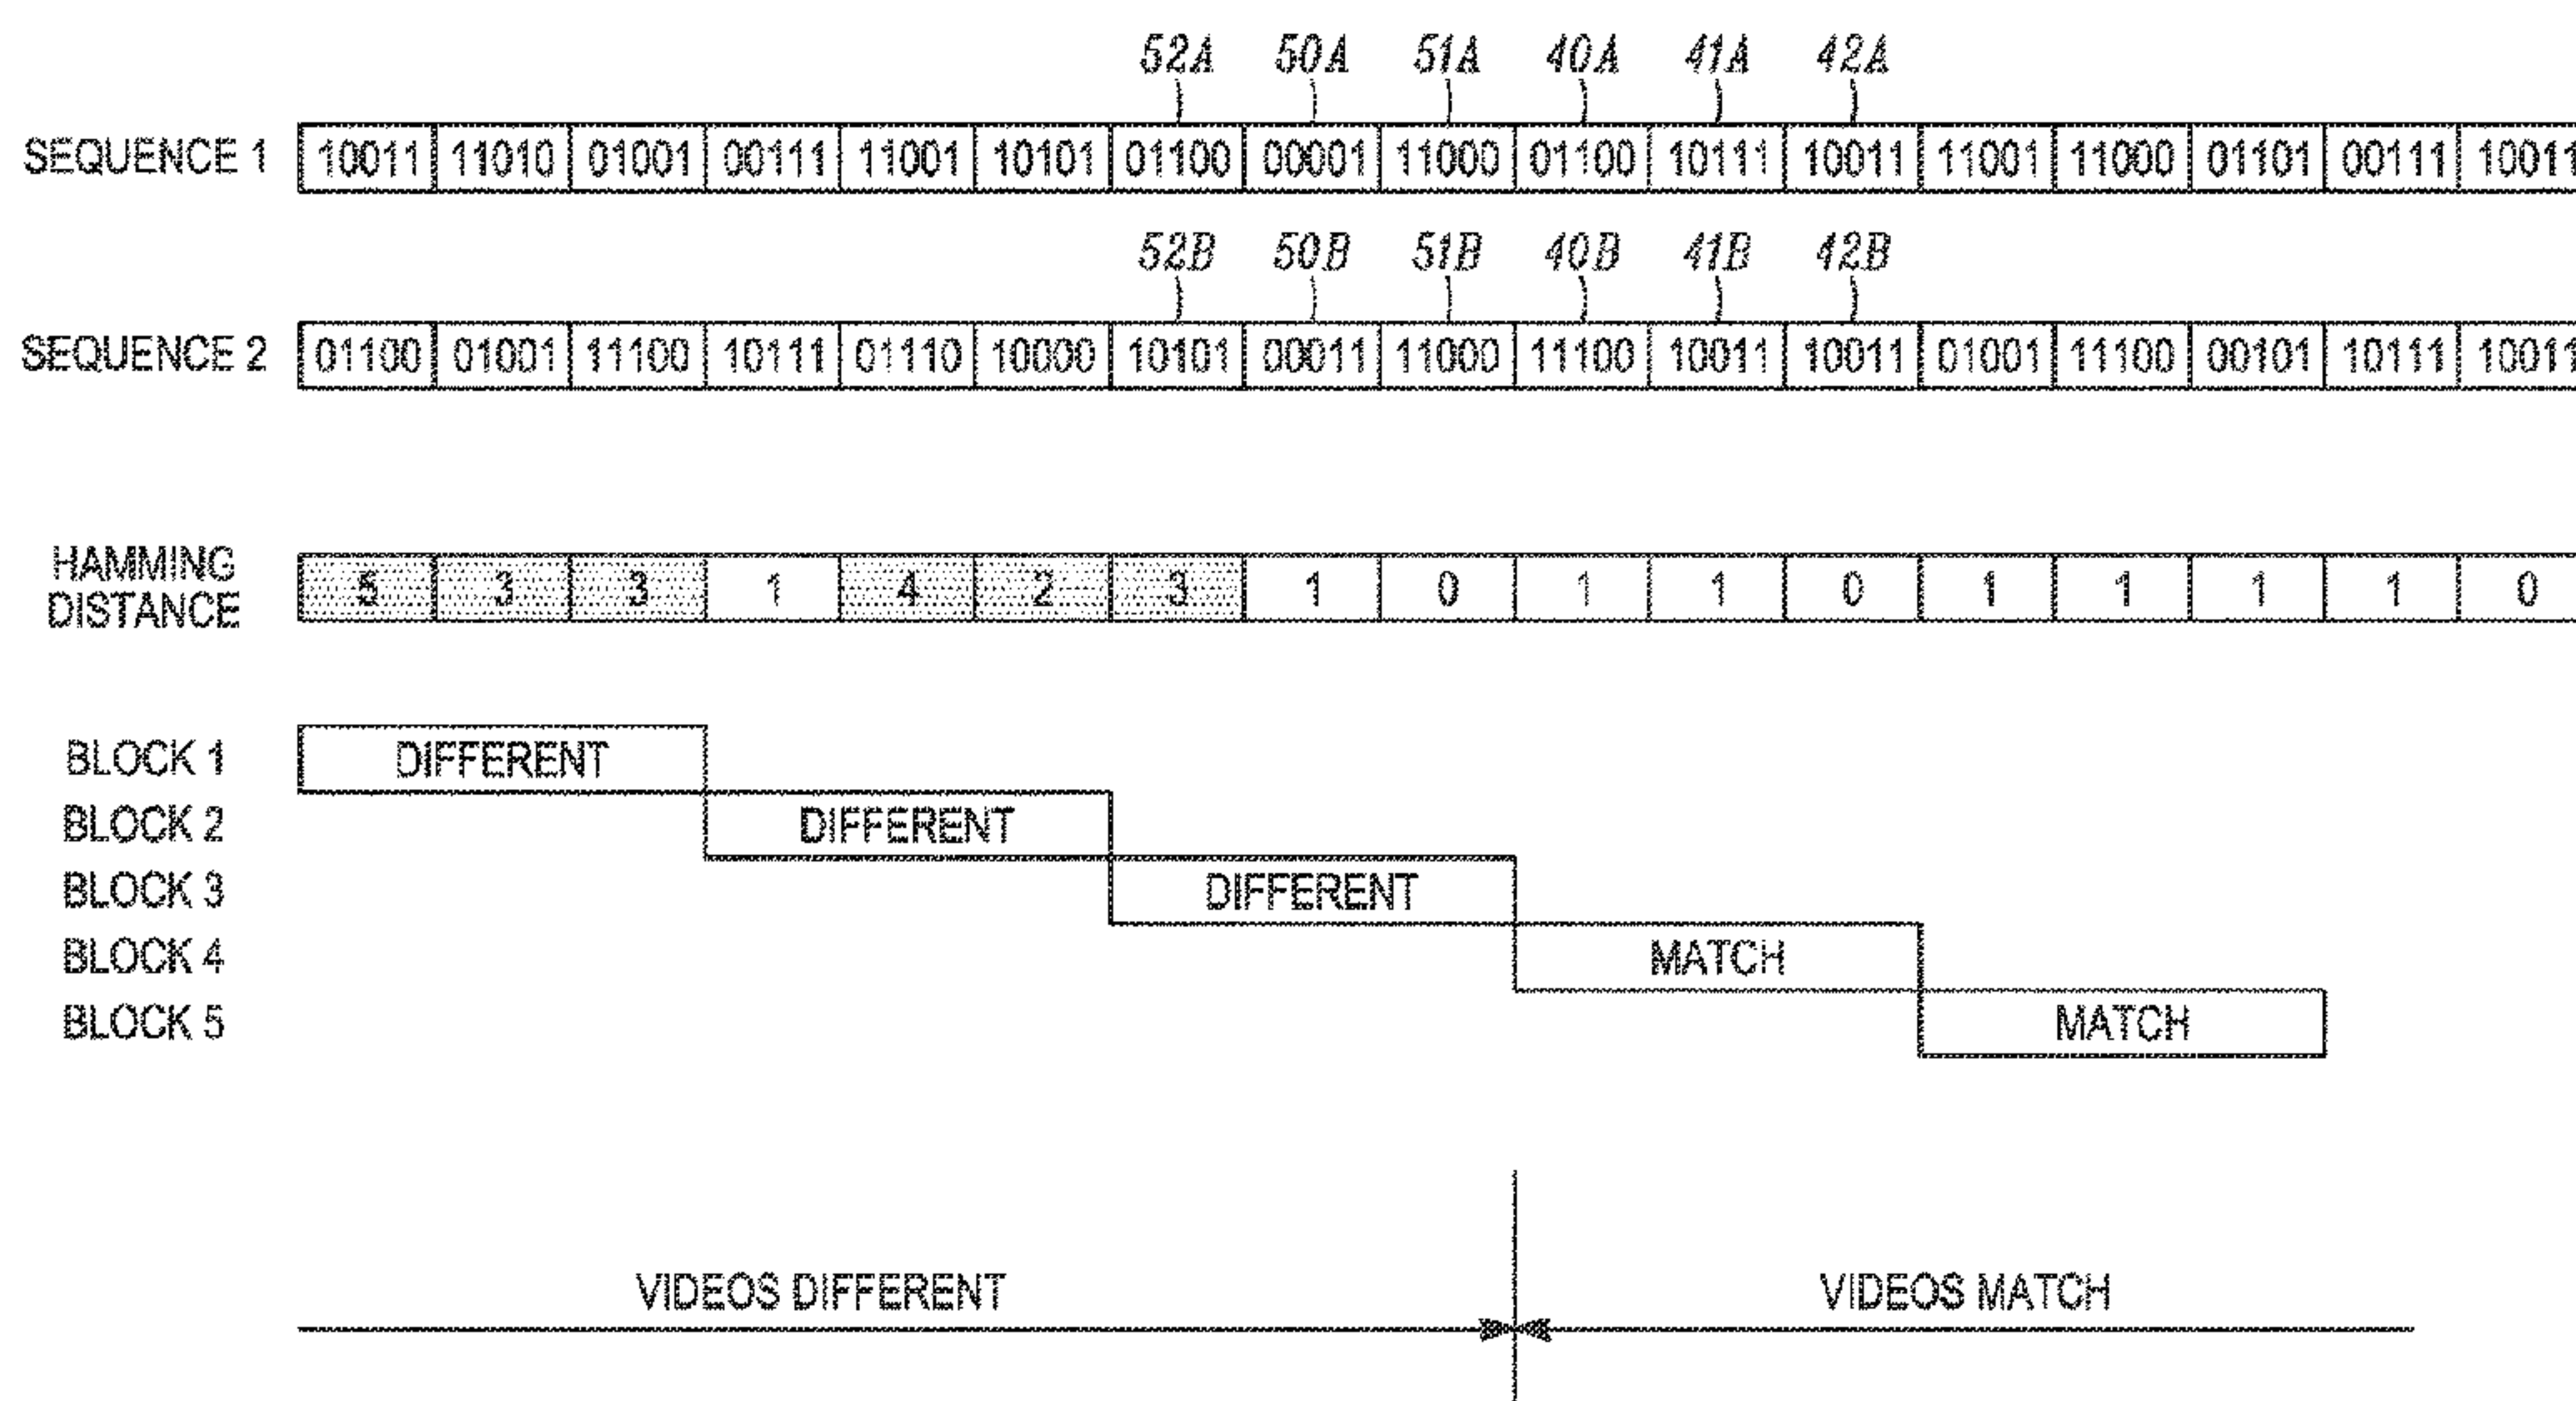 52A 50A 51A 40A 41A 42A
SEQUENCE 1 10011 11010 01001 00111 11001 10101 01100 00001 11000 01100 10111 10011 11001 11000 01101 00111 10011
52B 50B 51B 40B 41B 42B
SEQUENCE 2 01100 01001 11100 10111 01110 10000 10101 00011 11000 11100 10011 10011 01001 11100 00101 10111 10011
HAMMING
DISTANCE 5 3 3 1 4 2 3 1 0 1 1 0 1 1 1 1 0
BLOCK 1 DIFFERENT
BLOCK 2 DIFFERENT
BLOCK 3 DIFFERENT
BLOCK 4 MATCH
BLOCK 5 MATCH
VIDEOS DIFFERENT VIDEOS MATCH